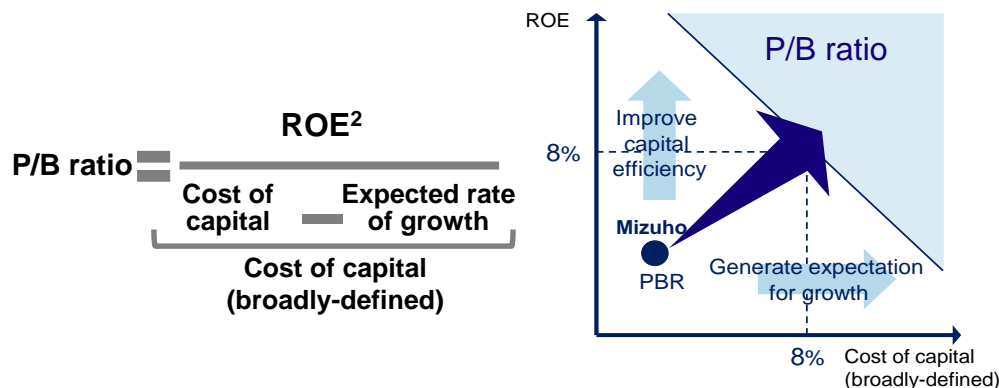 ROE²
P/B ratio
=
Cost of
capital
—
Expected rate
of growth
Cost of capital
(broadly-defined)
ROE
P/B ratio
Improve
capital
efficiency
8%
Mizuho
PBR
Generate expectation
for growth
8%
Cost of capital
(broadly-defined)